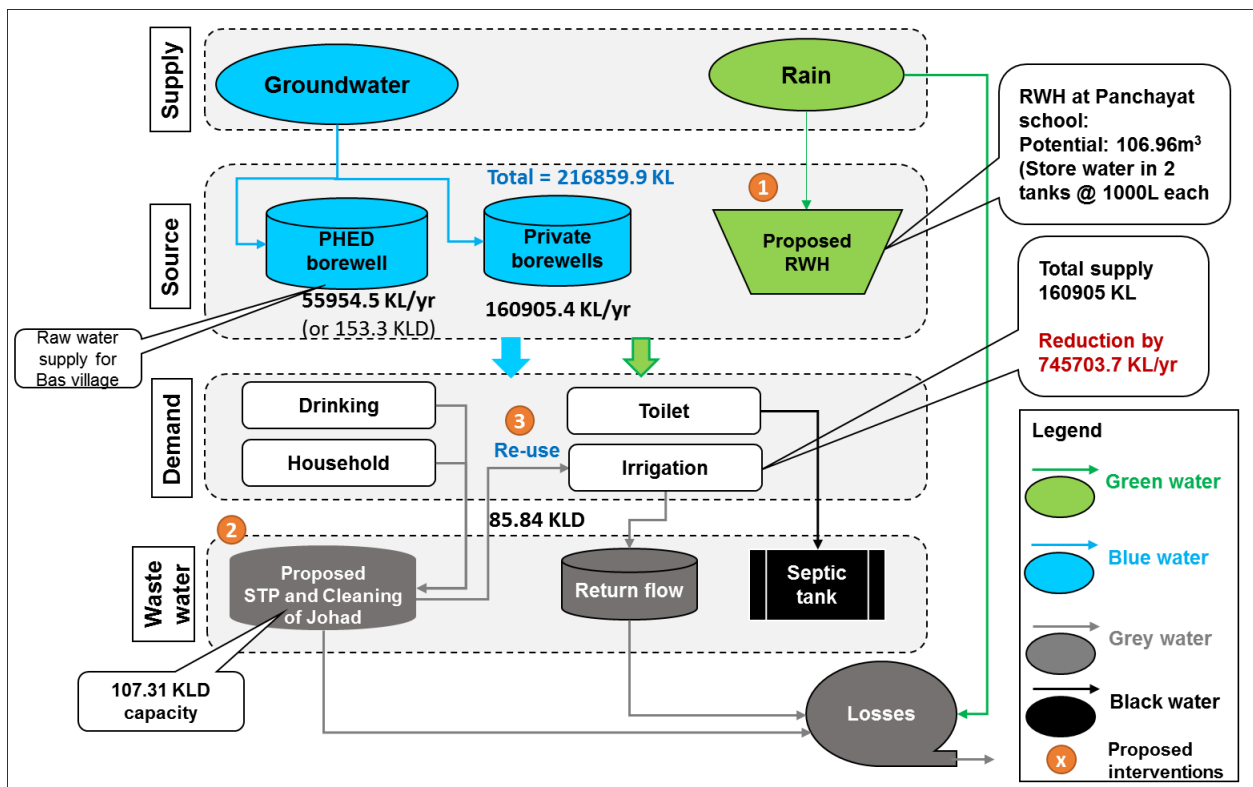 Supply
Groundwater
Rain
RWH at Panchayat
school:
Potential: 106.96m³
(Store water in 2
tanks @ 1000L each
Source
Total = 216859.9 KL
1
PHED
borewell
Private
borewells
Proposed
RWH
55954.5 KL/yr
(or 153.3 KLD)
160905.4 KL/yr
Raw water
supply for
Bas village
Total supply
160905 KL
Reduction by
745703.7 KL/yr
Demand
Drinking
Household
3
Re-use
Toilet
Irrigation
85.84 KLD
2
Waste
water
Proposed
STP and Cleaning
of Johad
Return flow
Septic
tank
107.31 KLD
capacity
Losses
Legend
Green water
Blue water
Grey water
Black water
x
Proposed
interventions